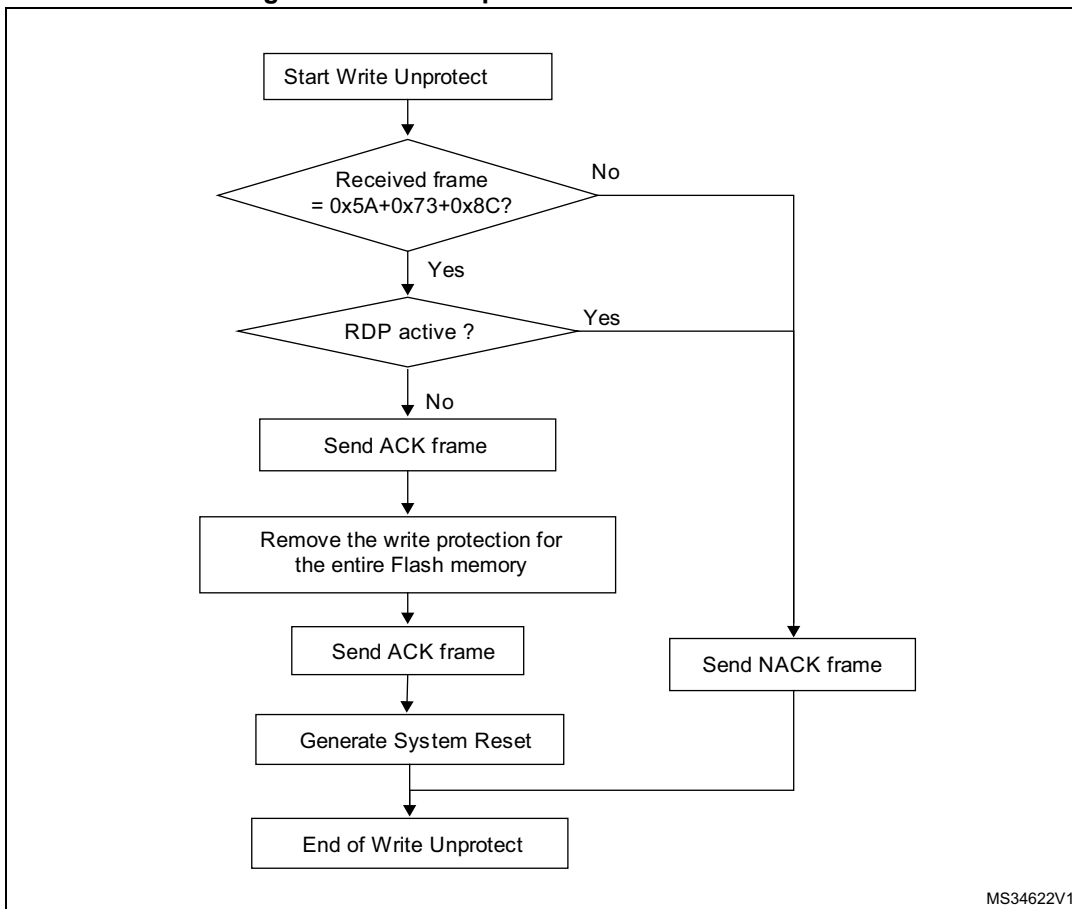 Start Write Unprotect
Received frame
= 0x5A+0x73+0x8C?
No
Yes
RDP active ?
Yes
No
Send ACK frame
Remove the write protection for
the entire Flash memory
Send ACK frame
Send NACK frame
Generate System Reset
End of Write Unprotect
MS34622V1